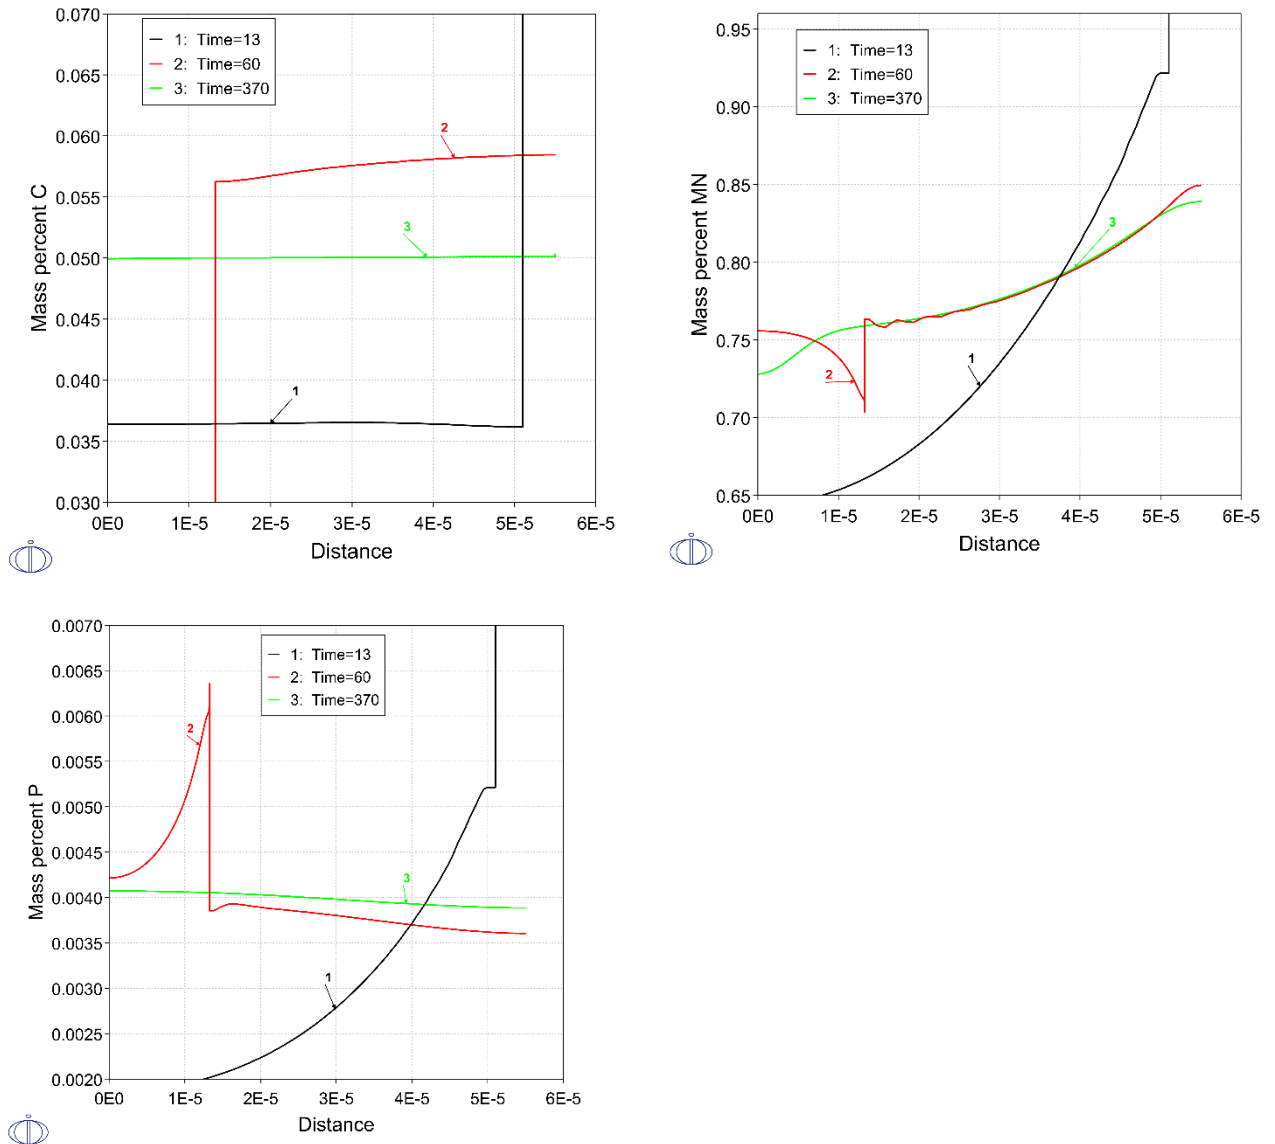 0.070
0.065
0.060
0.055
0.050
0.045
0.040
0.035
0.030
Mass percent C
1: Time=13
2: Time=60
3: Time=370
2
3
1
0E0 1E-5 2E-5 3E-5 4E-5 5E-5 6E-5
Distance
0.95
0.90
0.85
0.80
0.75
0.70
0.65
Mass percent MN
1: Time=13
2: Time=60
3: Time=370
3
1
2
0E0 1E-5 2E-5 3E-5 4E-5 5E-5 6E-5
Distance
0.0070
0.0065
0.0060
0.0055
0.0050
0.0045
0.0040
0.0035
0.0030
0.0025
0.0020
Mass percent P
1: Time=13
2: Time=60
3: Time=370
2
3
1
0E0 1E-5 2E-5 3E-5 4E-5 5E-5 6E-5
Distance